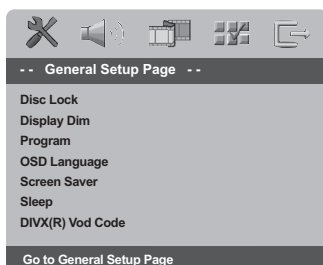 - - General Setup Page - -
Disc Lock
Display Dim
Program
OSD Language
Screen Saver
Sleep
DIVX(R) Vod Code
Go to General Setup Page